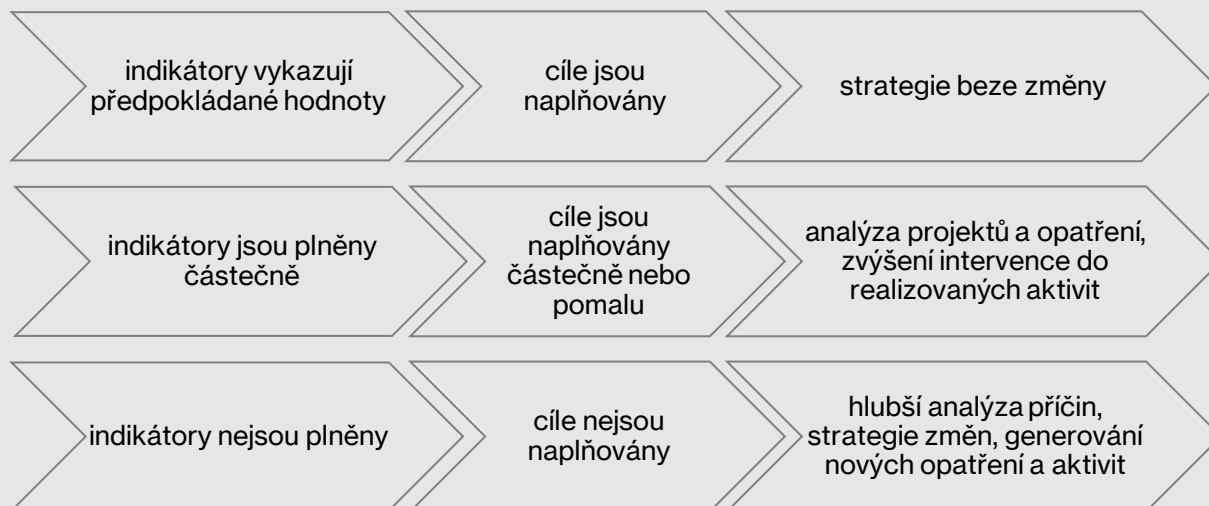 indikátory vykazují
předpokládané hodnoty
cíle jsou
naplňovány
strategie beze změny
indikátory jsou plněny
částečně
cíle jsou
naplňovány
částečně nebo
pomalu
analýza projektů a opatření,
zvýšení intervence do
realizovaných aktivit
indikátory nejsou plněny
cíle nejsou
naplňovány
hlubší analýza příčin,
strategie změn, generování
nových opatření a aktivit